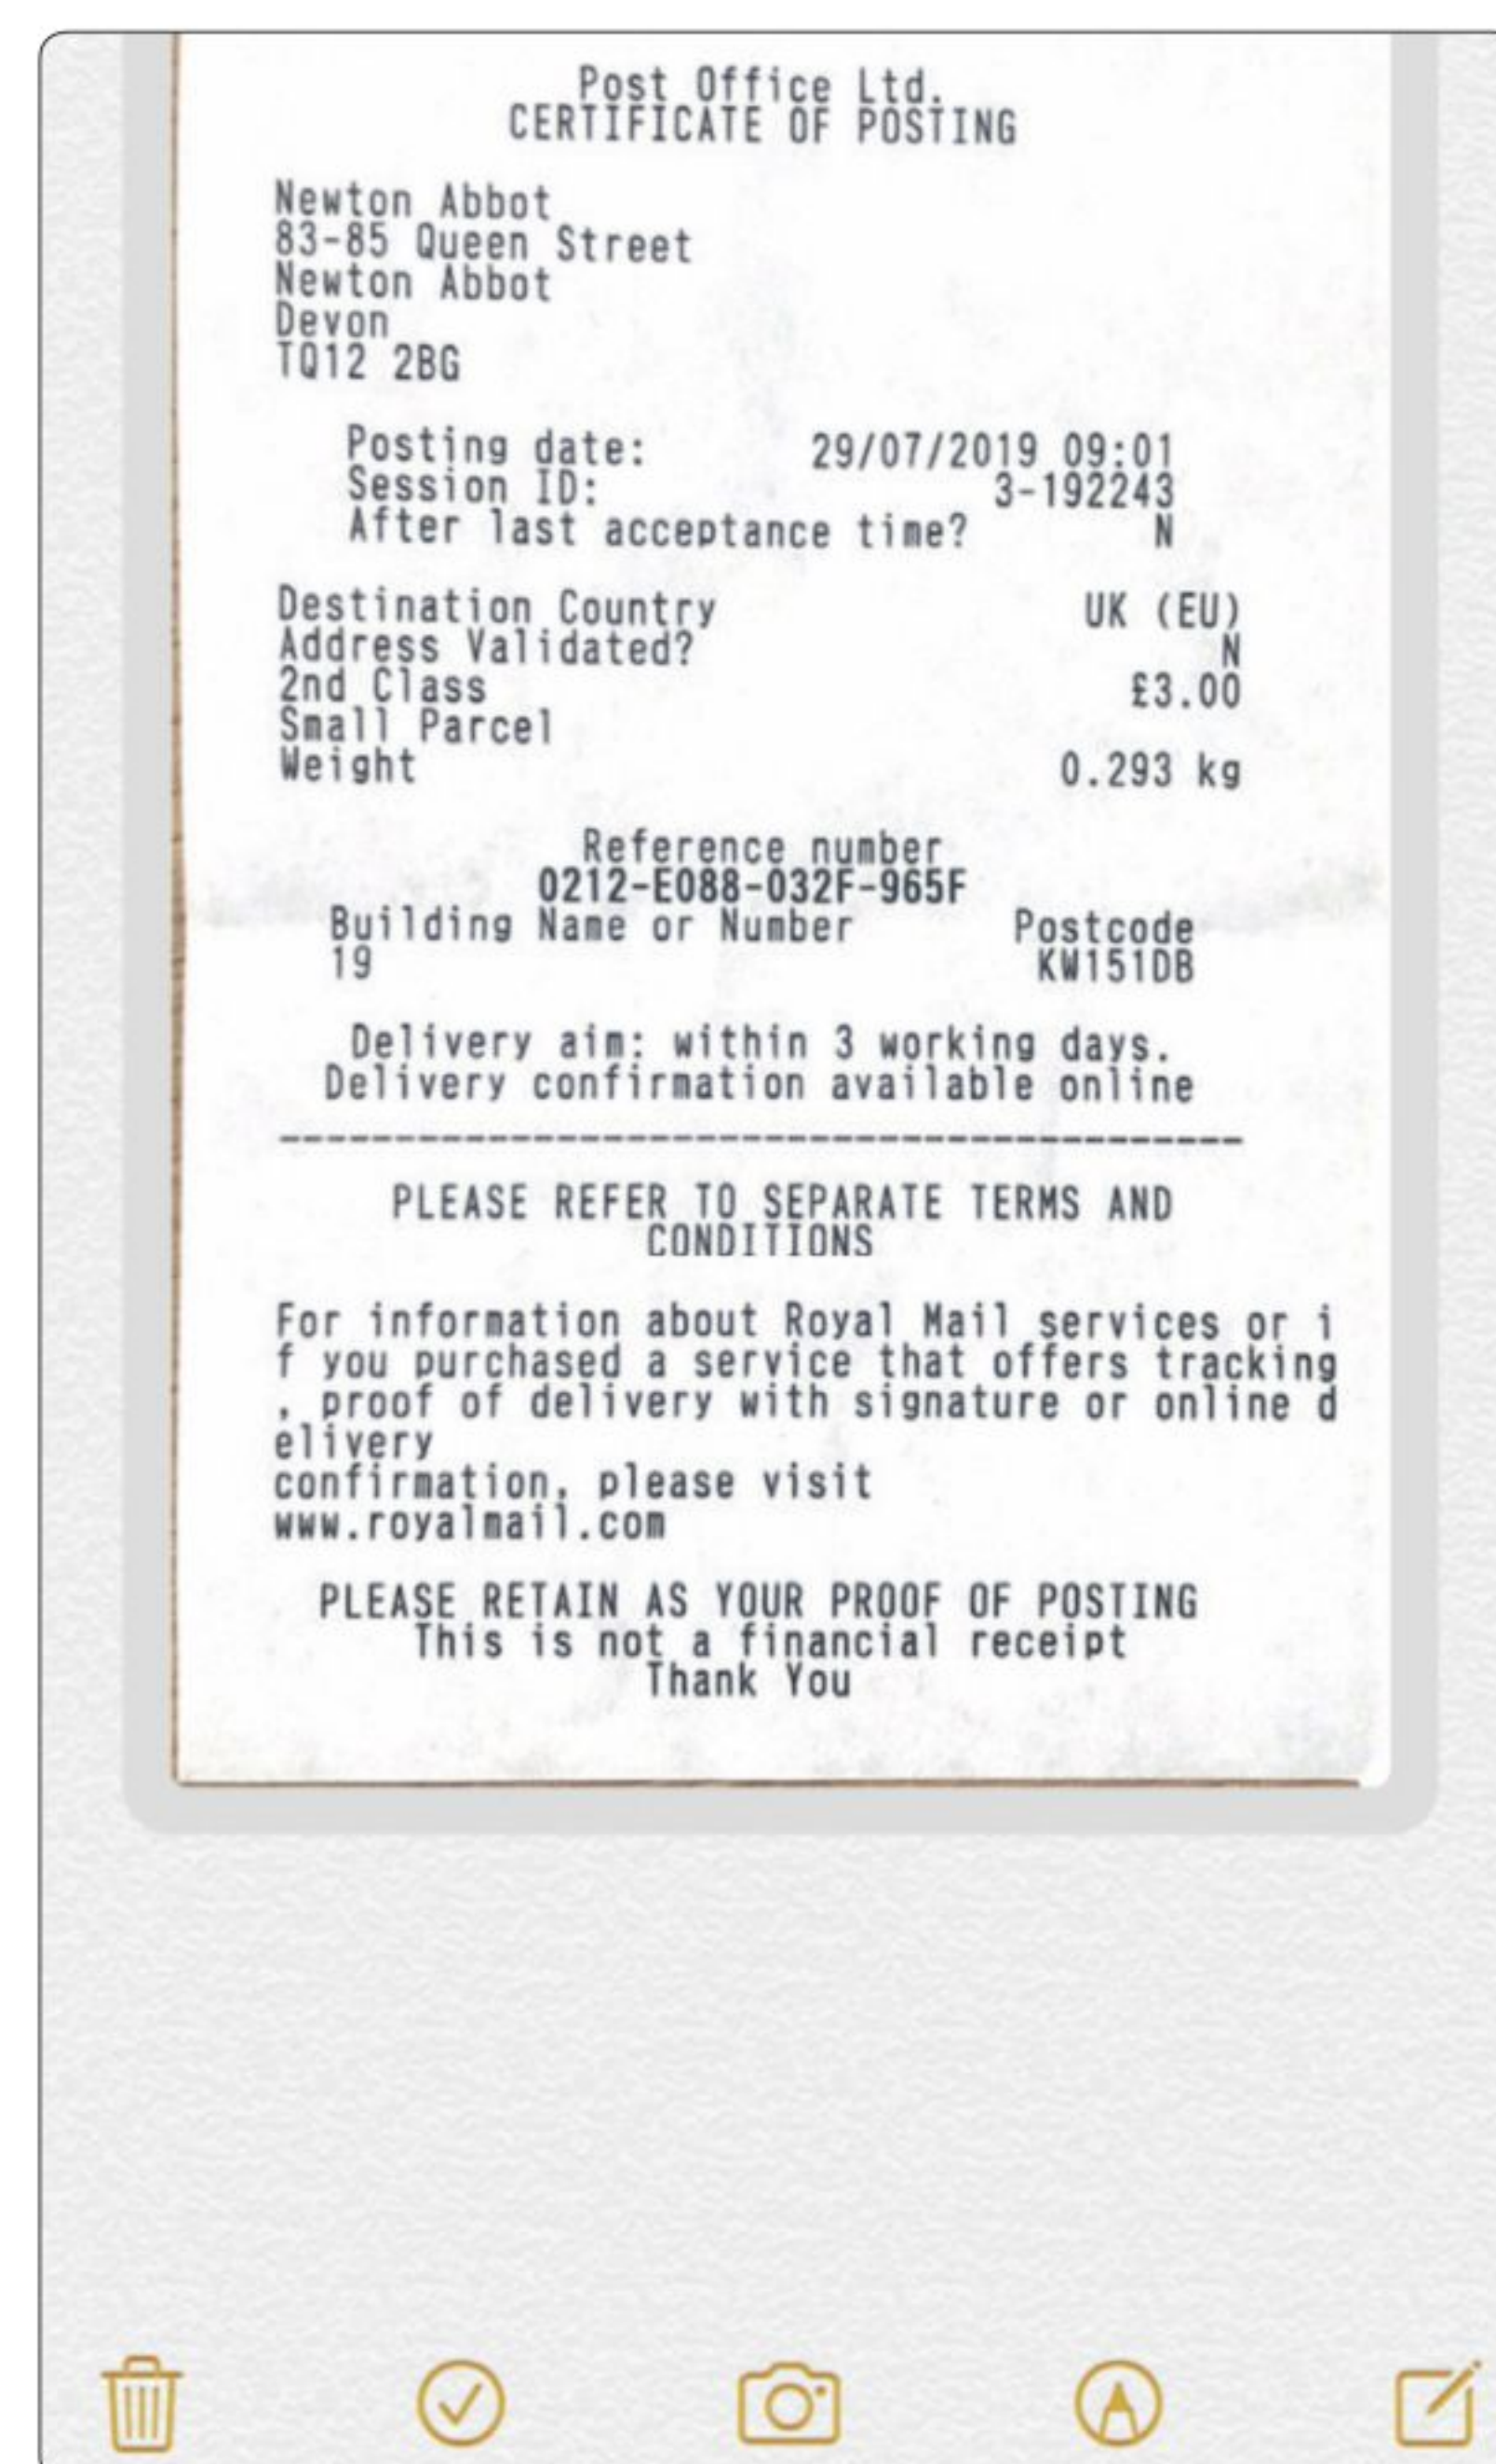 Post Office Ltd.
CERTIFICATE OF POSTING
Newton Abbot
83-85 Queen Street
Newton Abbot
Devon
TQ12 2BG
Posting date: 29/07/2019 09:01
Session ID: 3-192243
After last acceptance time? N
Destination Country UK (EU)
Address Validated? N
2nd Class £3.00
Small Parcel
Weight 0.293 kg
Reference number
0212-E088-032F-965F
Building Name or Number Postcode
19 KW151DB
Delivery aim: within 3 working days.
Delivery confirmation available online
------------------------------------------
PLEASE REFER TO SEPARATE TERMS AND
CONDITIONS
For information about Royal Mail services or i
f you purchased a service that offers tracking
, proof of delivery with signature or online d
elivery
confirmation, please visit
www.royalmail.com
PLEASE RETAIN AS YOUR PROOF OF POSTING
This is not a financial receipt
Thank You